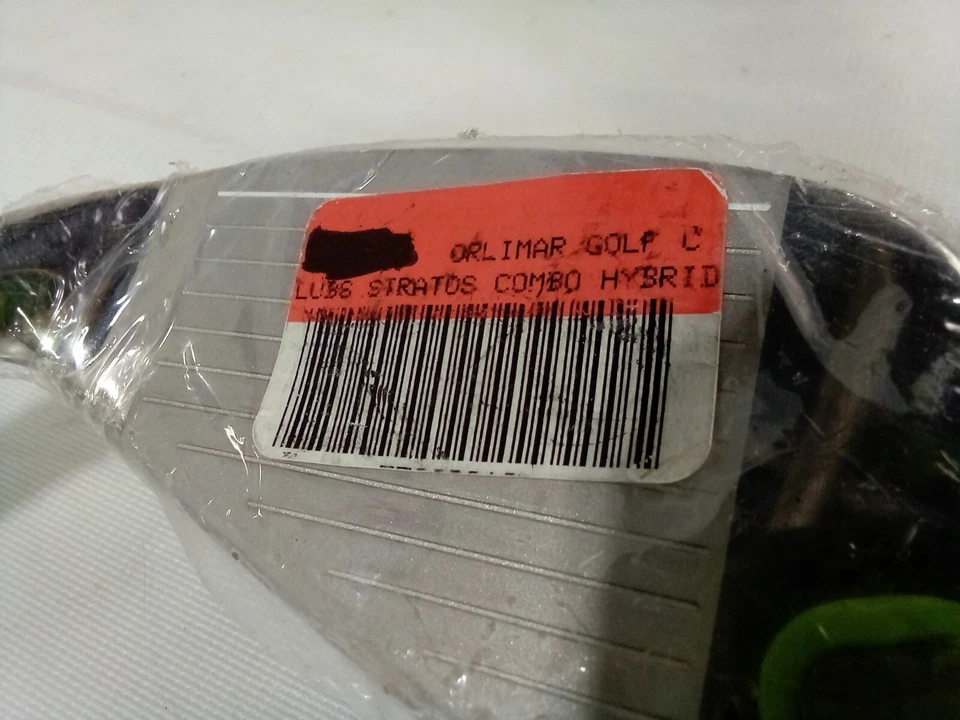 ORLIMAR GOLF C
LUBS STRATOS COMBO HYBRID